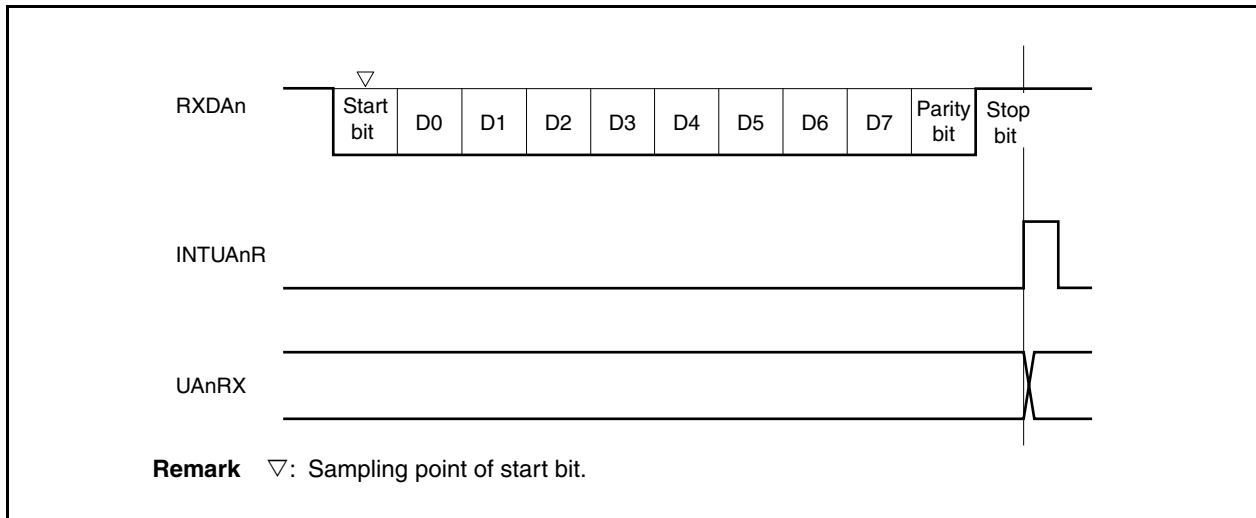 RXDAn
▽
Start bit
D0
D1
D2
D3
D4
D5
D6
D7
Parity bit
Stop bit
INTUAnR
UAnRX
Remark ▽: Sampling point of start bit.